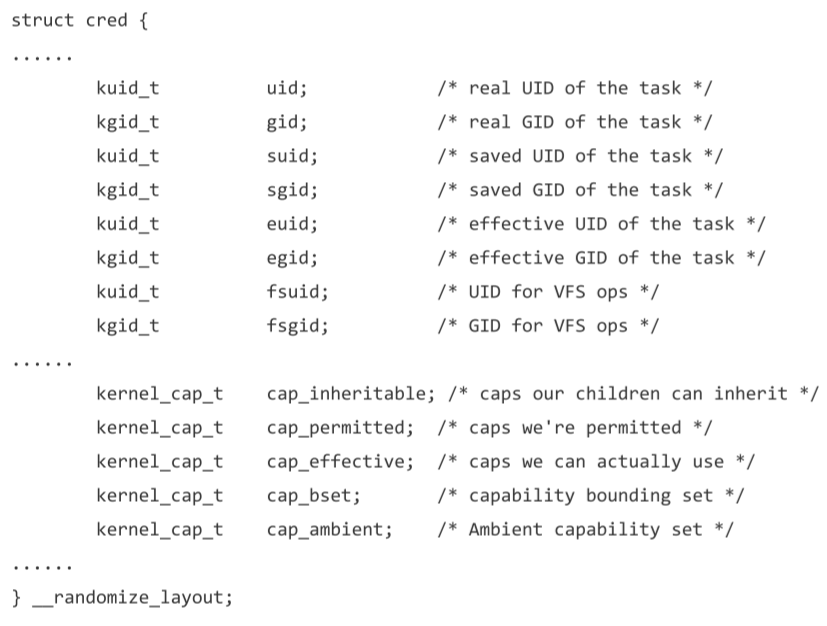 struct cred {
......
        kuid_t          uid;            /* real UID of the task */
        kgid_t          gid;            /* real GID of the task */
        kuid_t          suid;           /* saved UID of the task */
        kgid_t          sgid;           /* saved GID of the task */
        kuid_t          euid;           /* effective UID of the task */
        kgid_t          egid;           /* effective GID of the task */
        kuid_t          fsuid;          /* UID for VFS ops */
        kgid_t          fsgid;          /* GID for VFS ops */
......
        kernel_cap_t    cap_inheritable; /* caps our children can inherit */
        kernel_cap_t    cap_permitted;  /* caps we're permitted */
        kernel_cap_t    cap_effective;  /* caps we can actually use */
        kernel_cap_t    cap_bset;       /* capability bounding set */
        kernel_cap_t    cap_ambient;    /* Ambient capability set */
......
} __randomize_layout;